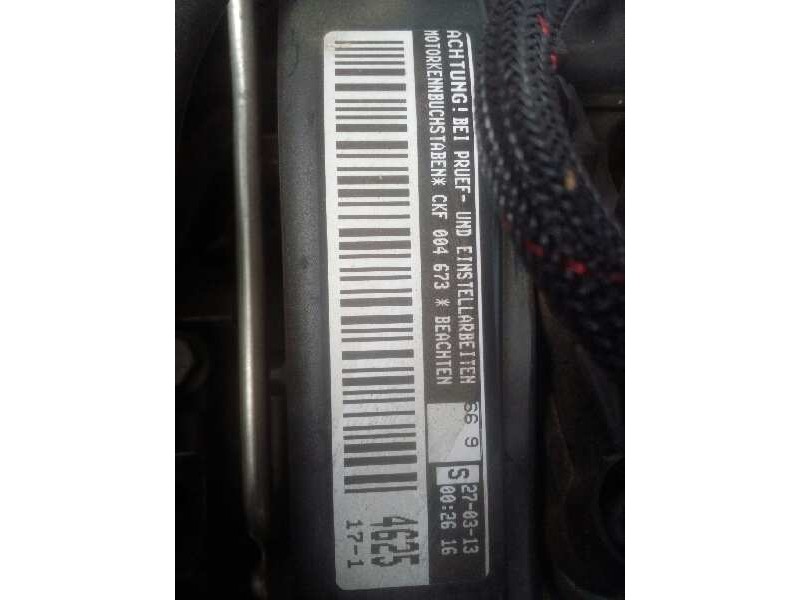 ACHTUNG! BEI PRUEF- UND EINSTELLARBEITEN
MOTORKENNBUCHSTABEN* CKF 004 673 * BEACHTEN
66 9
S
27-03-13
00:26 16
4625
17-1